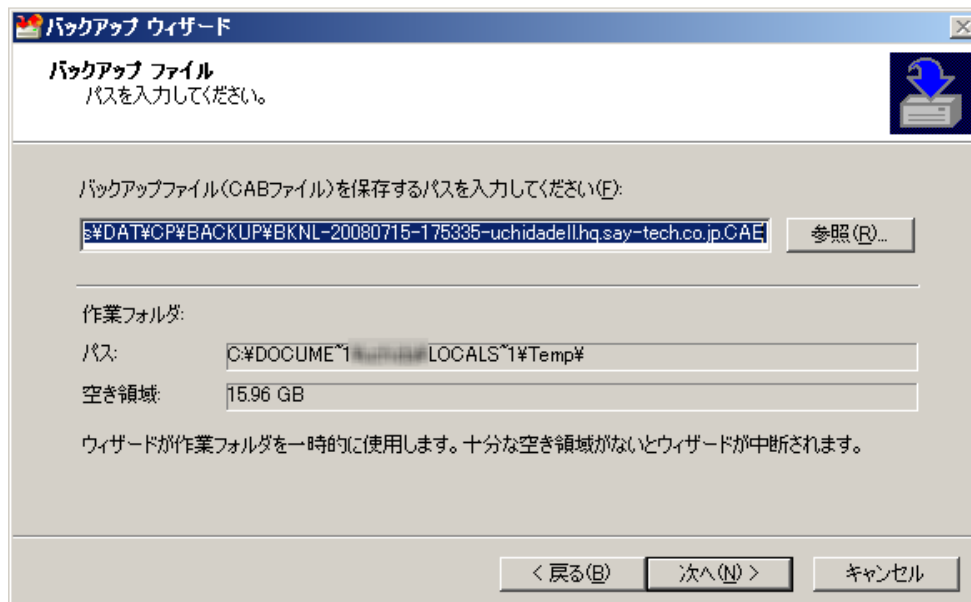 バックアップ ウィザード
バックアップ ファイル
パスを入力してください。
バックアップファイル(CABファイル)を保存するパスを入力してください(F):
s¥DAT¥CP¥BACKUP¥BKNL-20080715-175335-uchidadell.hq.say-tech.co.jp.CAE
参照(R)...
作業フォルダ:
パス:
C:¥DOCUME~1 LOCALS~1¥Temp¥
空き領域:
15.96 GB
ウィザードが作業フォルダを一時的に使用します。十分な空き領域がないとウィザードが中断されます。
< 戻る(B)
次へ(N) >
キャンセル